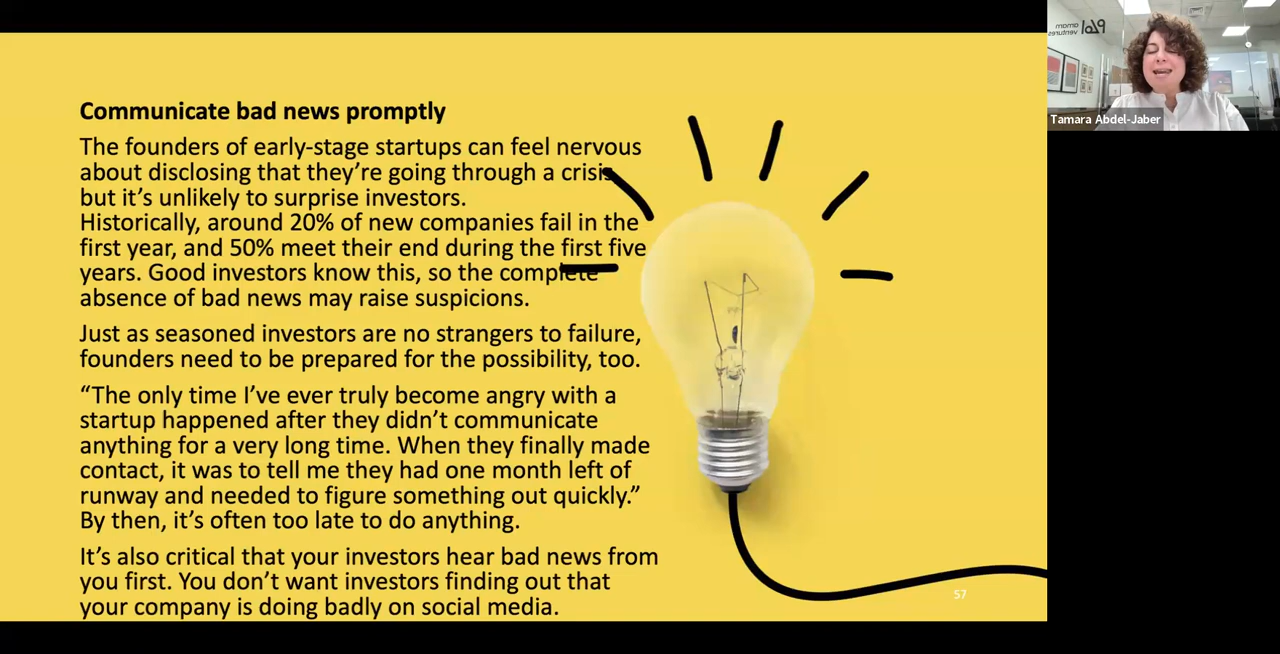 Communicate bad news promptly
The founders of early-stage startups can feel nervous
about disclosing that they're going through a crisis
but it's unlikely to surprise investors.
Historically, around 20% of new companies fail in the
first year, and 50% meet their end during the first five
years. Good investors know this, so the complete
absence of bad news may raise suspicions.
Just as seasoned investors are no strangers to failure,
founders need to be prepared for the possibility, too.
“The only time I've ever truly become angry with a
startup happened after they didn't communicate
anything for a very long time. When they finally made
contact, it was to tell me they had one month left of
runway and needed to figure something out quickly.”
By then, it's often too late to do anything.
It's also critical that your investors hear bad news from
you first. You don't want investors finding out that
your company is doing badly on social media.
57
amam
ventures
Tamara Abdel-Jaber